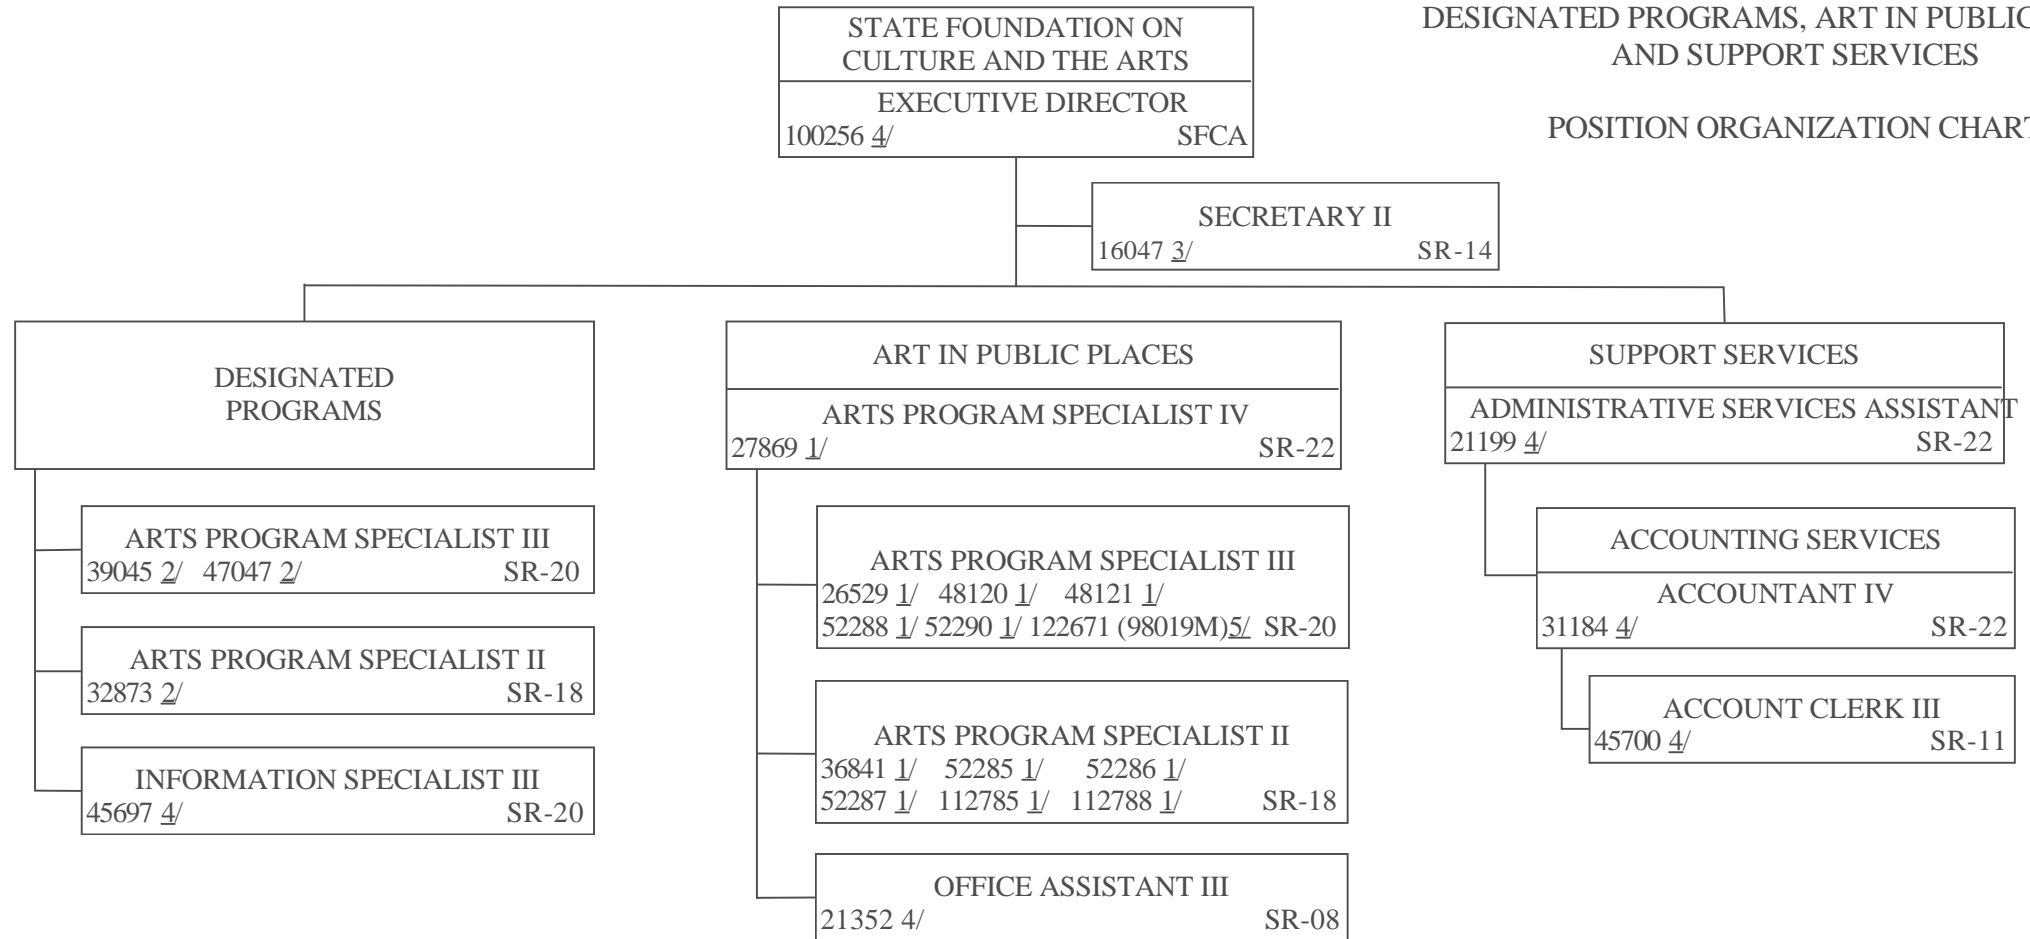 STATE FOUNDATION ON
CULTURE AND THE ARTS
EXECUTIVE DIRECTOR
100256 4/ SFCA
DESIGNATED PROGRAMS, ART IN PUBLIC
AND SUPPORT SERVICES
POSITION ORGANIZATION CHART
SECRETARY II
16047 3/ SR-14
DESIGNATED
PROGRAMS
ARTS PROGRAM SPECIALIST III
39045 2/ 47047 2/ SR-20
ARTS PROGRAM SPECIALIST II
32873 2/ SR-18
INFORMATION SPECIALIST III
45697 4/ SR-20
ART IN PUBLIC PLACES
ARTS PROGRAM SPECIALIST IV
27869 1/ SR-22
ARTS PROGRAM SPECIALIST III
26529 1/ 48120 1/ 48121 1/
52288 1/ 52290 1/ 122671 (98019M)5/ SR-20
ARTS PROGRAM SPECIALIST II
36841 1/ 52285 1/ 52286 1/
52287 1/ 112785 1/ 112788 1/ SR-18
OFFICE ASSISTANT III
21352 4/ SR-08
SUPPORT SERVICES
ADMINISTRATIVE SERVICES ASSISTANT
21199 4/ SR-22
ACCOUNTING SERVICES
ACCOUNTANT IV
31184 4/ SR-22
ACCOUNT CLERK III
45700 4/ SR-11